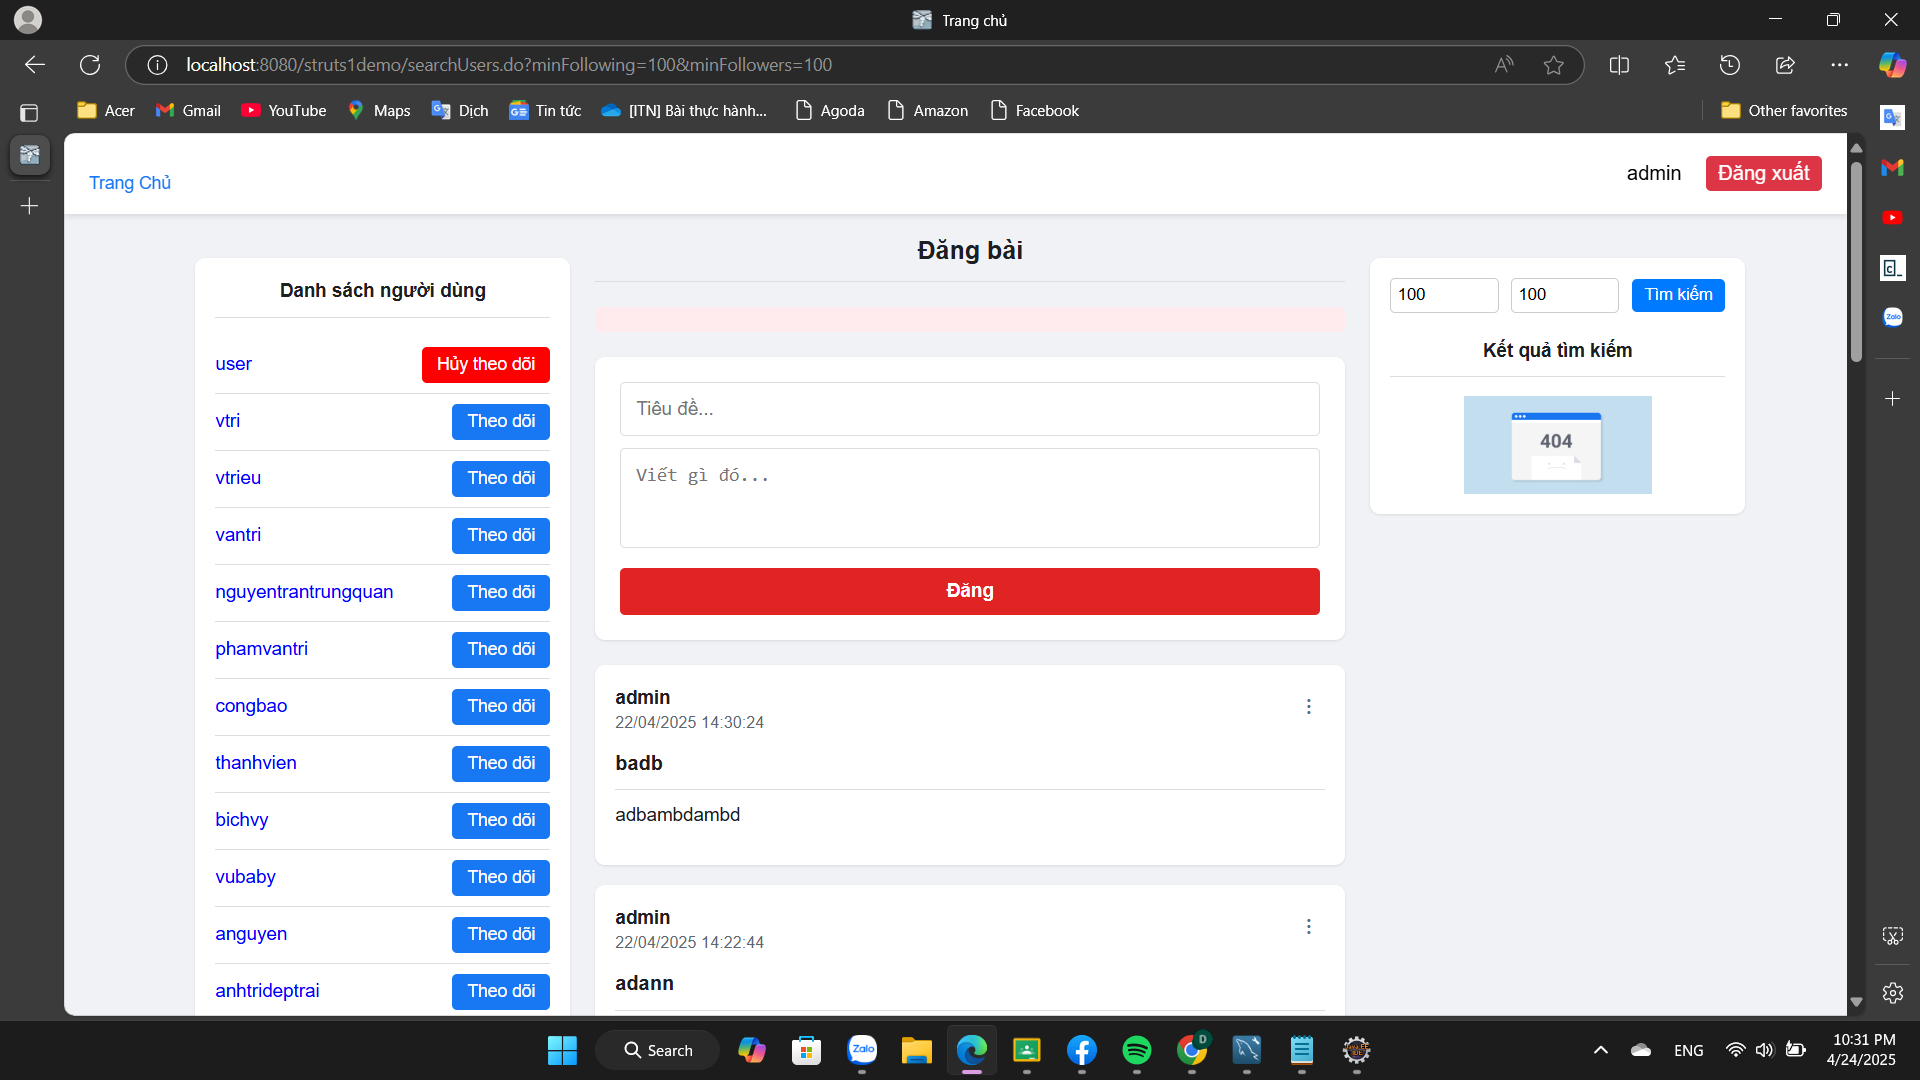 Trang chủ
localhost:8080/struts1demo/searchUsers.do?minFollowing=100&minFollowers=100
Acer
Gmail
YouTube
Maps
Dịch
Tin tức
[ITN] Bài thực hành...
Agoda
Amazon
Facebook
Other favorites
Trang Chủ
admin
Đăng xuất
Danh sách người dùng
user
Hủy theo dõi
vtri
Theo dõi
vtrieu
Theo dõi
vantri
Theo dõi
nguyentrantrungquan
Theo dõi
phamvantri
Theo dõi
congbao
Theo dõi
thanhvien
Theo dõi
bichvy
Theo dõi
vubaby
Theo dõi
anguyen
Theo dõi
anhtrideptrai
Theo dõi
Đăng bài
Tiêu đề...
Viết gì đó...
Đăng
admin
22/04/2025 14:30:24
badb
adbambdambd
admin
22/04/2025 14:22:44
adann
100
100
Tìm kiếm
Kết quả tìm kiếm
404
Zalo
Search
Zalo
D
ENG
10:31 PM
4/24/2025